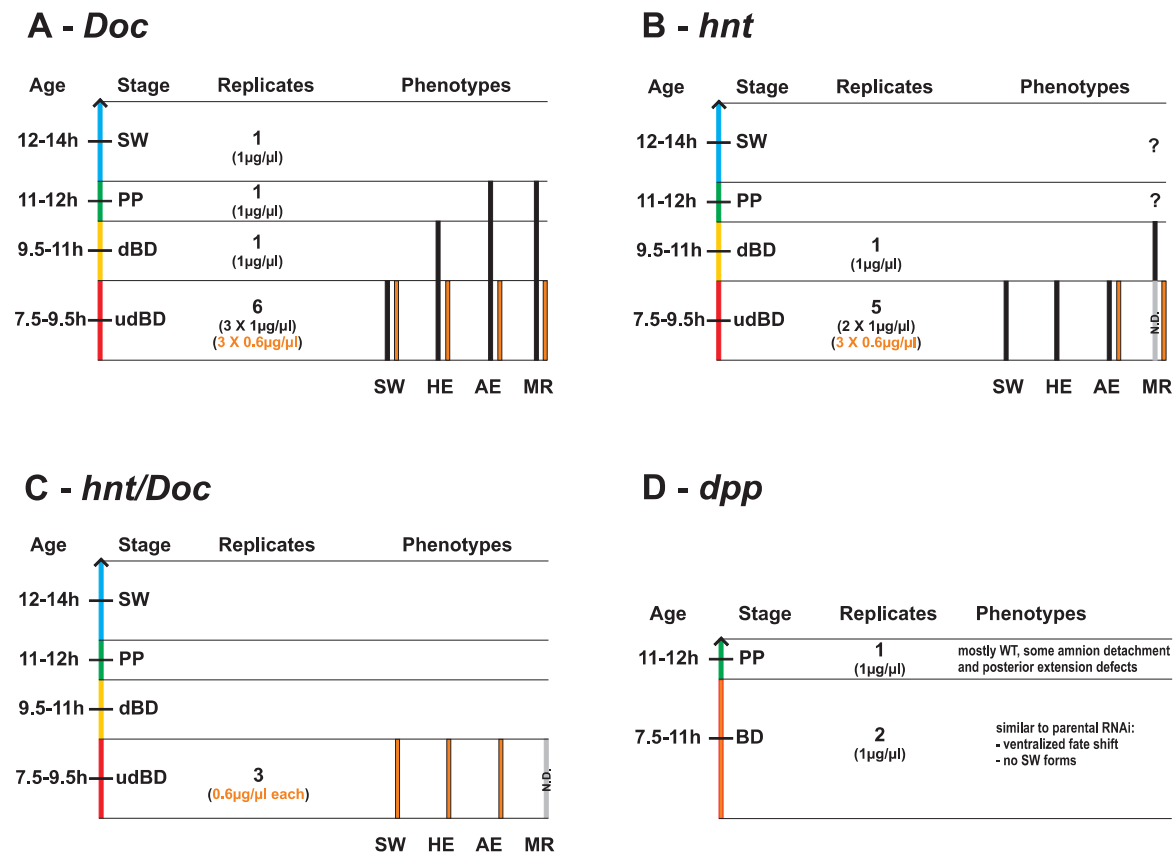 A - Doc
Age Stage Replicates Phenotypes
12-14h SW 1
(1µg/µl)
11-12h PP 1
(1µg/µl)
9.5-11h dBD 1
(1µg/µl)
7.5-9.5h udBD 6
(3 X 1µg/µl)
(3 X 0.6µg/µl)
SW HE AE MR
B - hnt
Age Stage Replicates Phenotypes
12-14h SW ?
11-12h PP ?
9.5-11h dBD 1
(1µg/µl)
7.5-9.5h udBD 5
(2 X 1µg/µl)
(3 X 0.6µg/µl)
N.D.
SW HE AE MR
C - hnt/Doc
Age Stage Replicates Phenotypes
12-14h SW
11-12h PP
9.5-11h dBD
7.5-9.5h udBD 3
(0.6µg/µl each)
N.D.
SW HE AE MR
D - dpp
Age Stage Replicates Phenotypes
11-12h PP 1
(1µg/µl)
mostly WT, some amnion detachment
and posterior extension defects
7.5-11h BD 2
(1µg/µl)
similar to parental RNAi:
- ventralized fate shift
- no SW forms